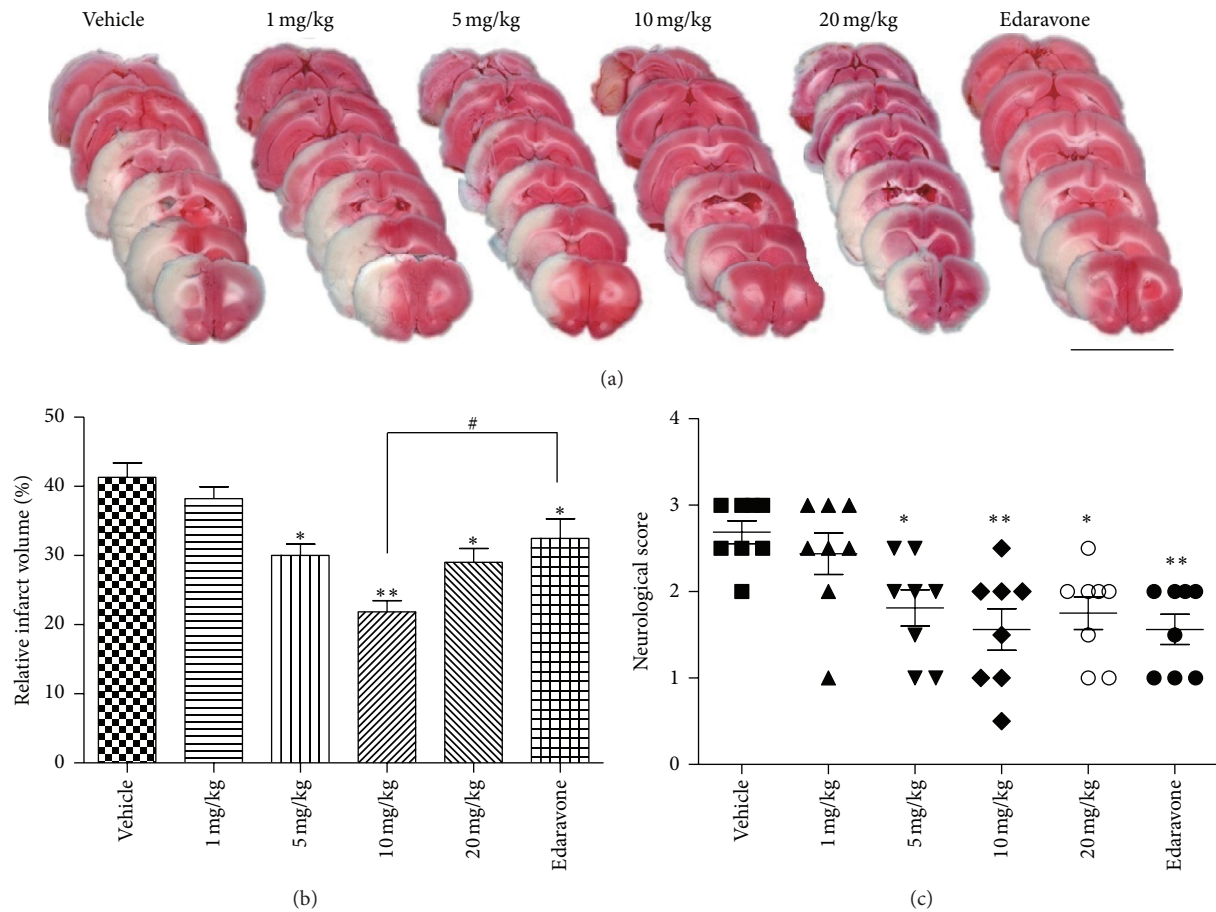 Vehicle 1 mg/kg 5 mg/kg 10 mg/kg 20 mg/kg Edaravone
(a)
50
40
30
20
10
0
Relative infarct volume (%)
*
**
*
*
#
Vehicle
1 mg/kg
5 mg/kg
10 mg/kg
20 mg/kg
Edaravone
(b)
4
3
2
1
0
Neurological score
*
**
*
**
Vehicle
1 mg/kg
5 mg/kg
10 mg/kg
20 mg/kg
Edaravone
(c)